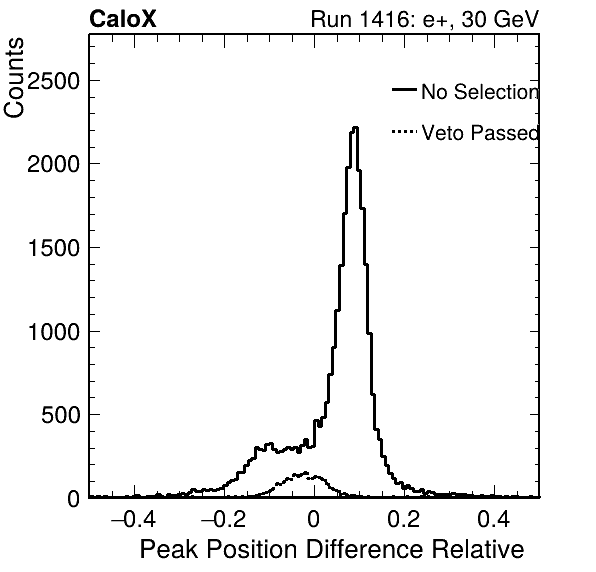 CaloX Run 1416: e+, 30 GeV
Counts
2500
2000
1500
1000
500
0
No Selection
Veto Passed
−0.4 −0.2 0 0.2 0.4
Peak Position Difference Relative